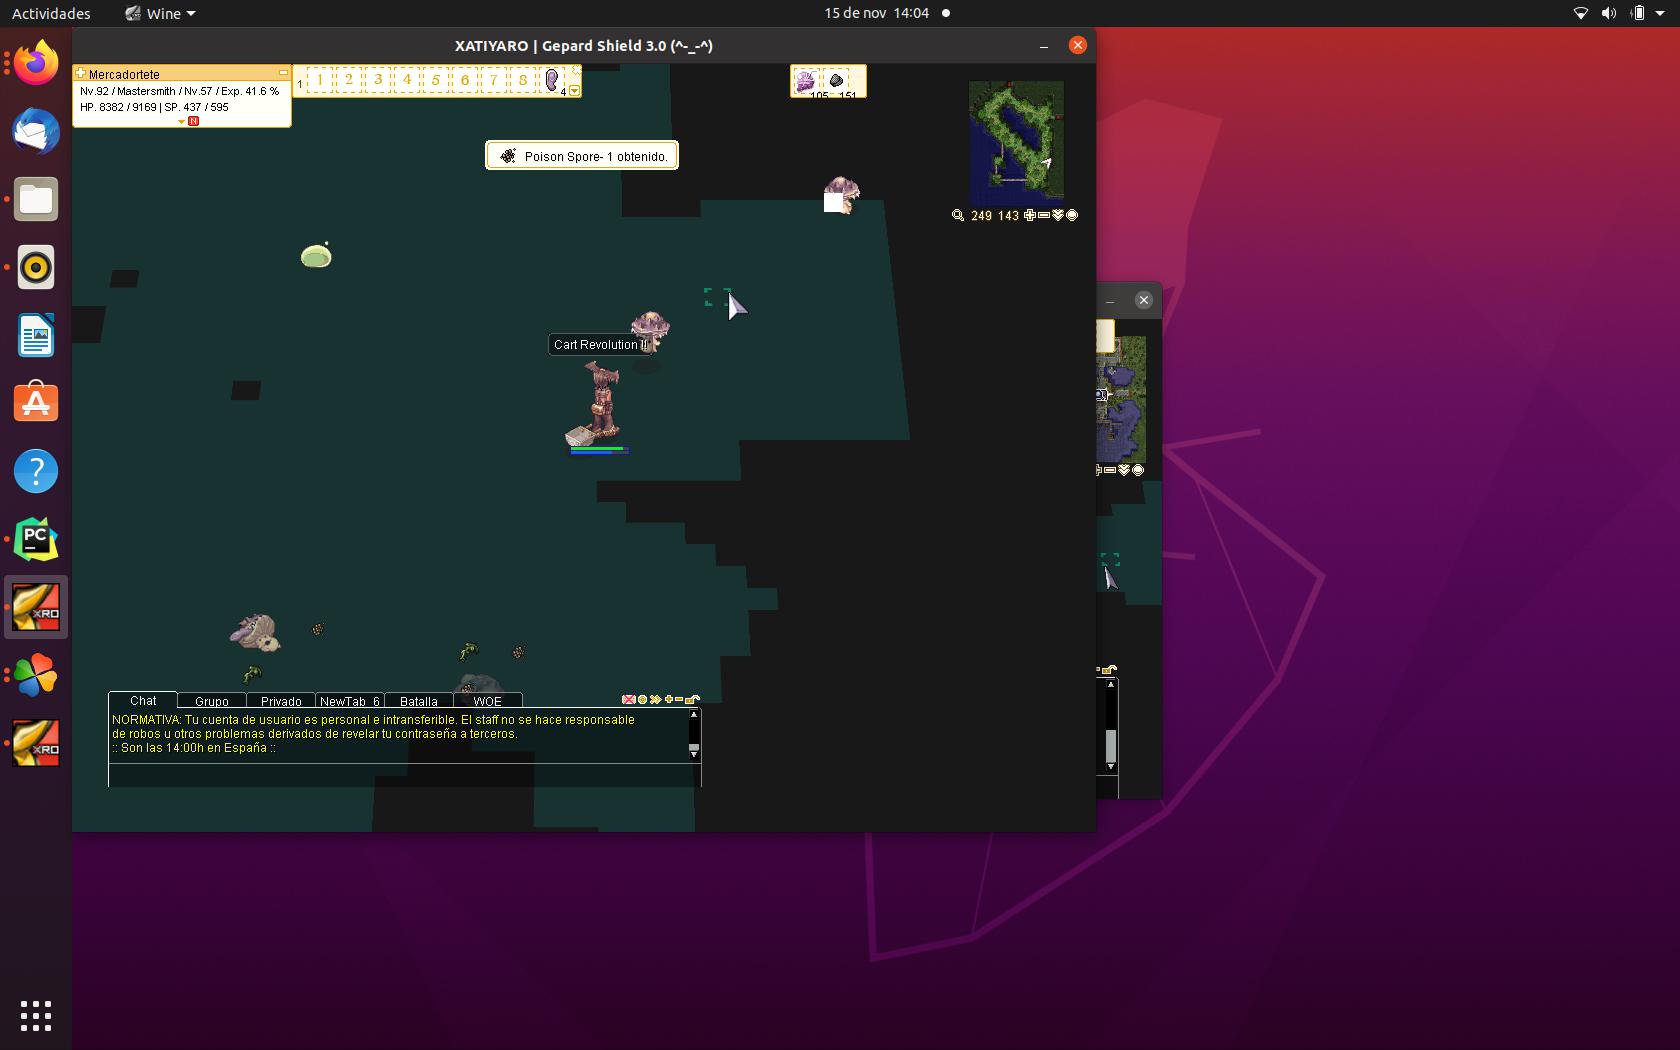 Actividades
Wine
15 de nov 14:04
XATIYARO | Gepard Shield 3.0 (^-_-^)
Mercadortete
Nv.92 / Mastersmith / Nv.57 / Exp. 41.6 %
HP. 8382 / 9169 | SP. 437 / 595
N
1 1 2 3 4 5 6 7 8 4
105 151
Poison Spore- 1 obtenido.
249 143
Cart Revolution !!
PC
XRO
XRO
Chat Grupo Privado NewTab_6 Batalla WOE
NORMATIVA: Tu cuenta de usuario es personal e intransferible. El staff no se hace responsable
de robos u otros problemas derivados de revelar tu contraseña a terceros.
:: Son las 14:00h en España ::